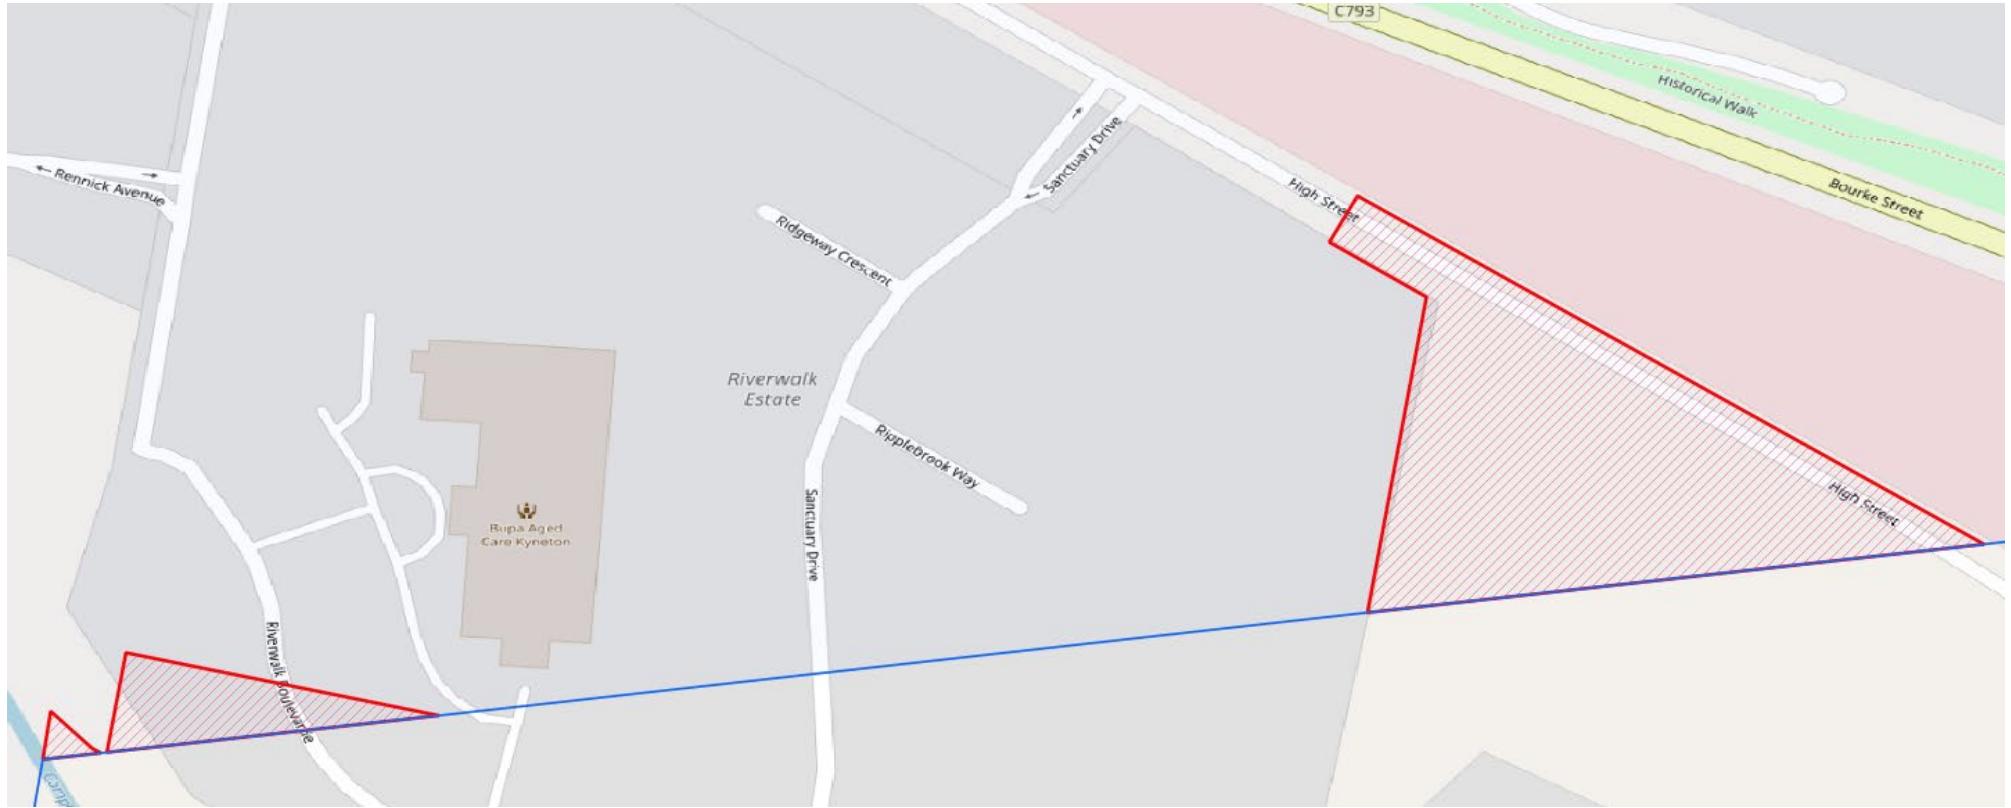 C793
Historical Walk
Bourke Street
Rennick Avenue
Sanctuary Drive
High Street
Ridgeway Crescent
Riverwalk
Estate
Ripplebrook Way
High Street
Sanctuary Drive
Bupa Aged
Care Kyneton
Riverwalk Boulevarde